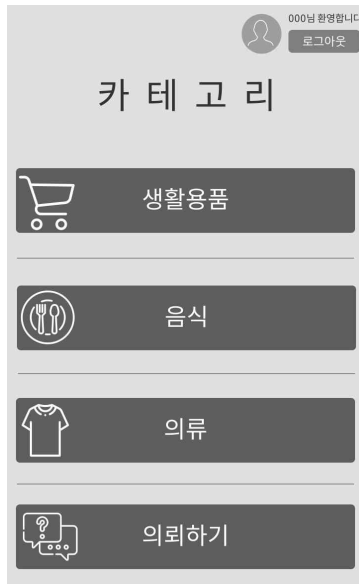 000님 환영합니다
로그아웃
카 테 고 리
생활용품
음식
의류
의뢰하기